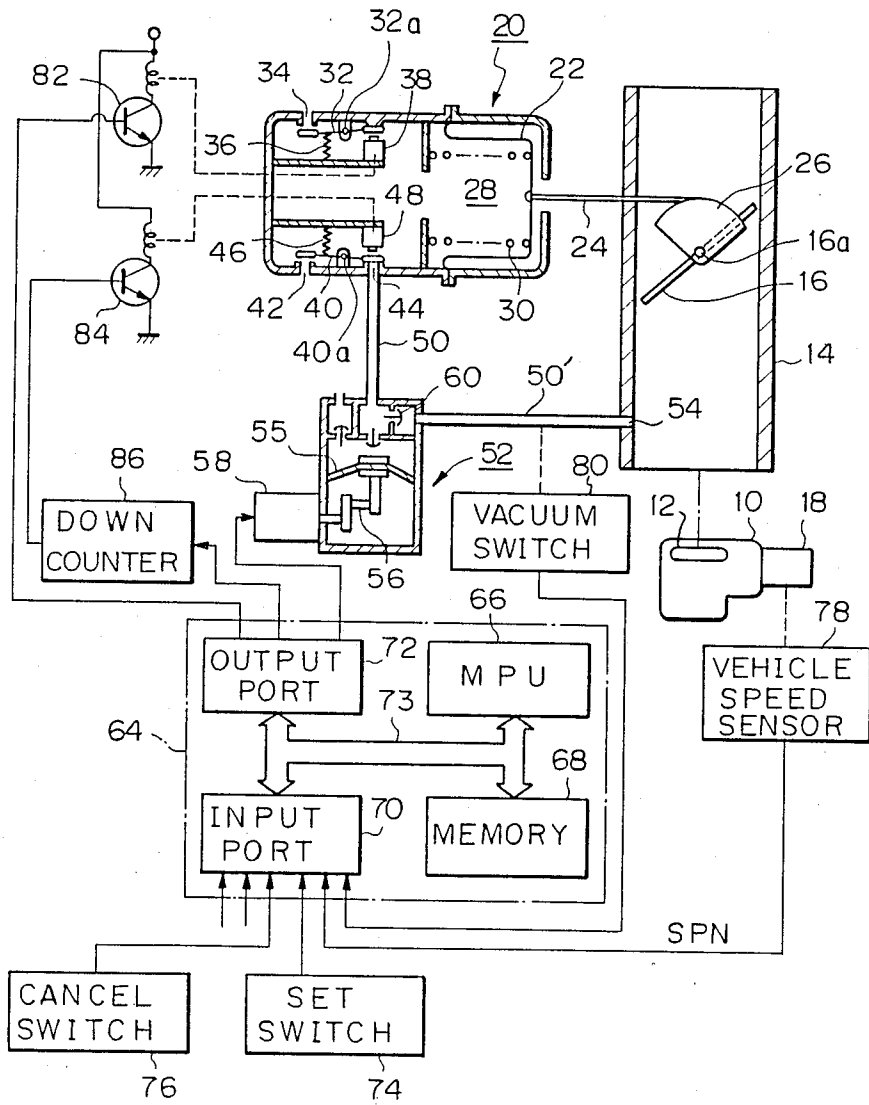 32a
20
82
34
32
38
22
36
28
26
48
24
46
16a
42
40
44
30
16
84
40a
50
14
60
50'
54
55
52
58
86
80
10
12
18
DOWN
COUNTER
VACUUM
SWITCH
56
66
78
OUTPUT
PORT
72
MPU
VEHICLE
SPEED
SENSOR
73
64
68
INPUT
PORT
70
MEMORY
SPN
CANCEL
SWITCH
SET
SWITCH
76
74